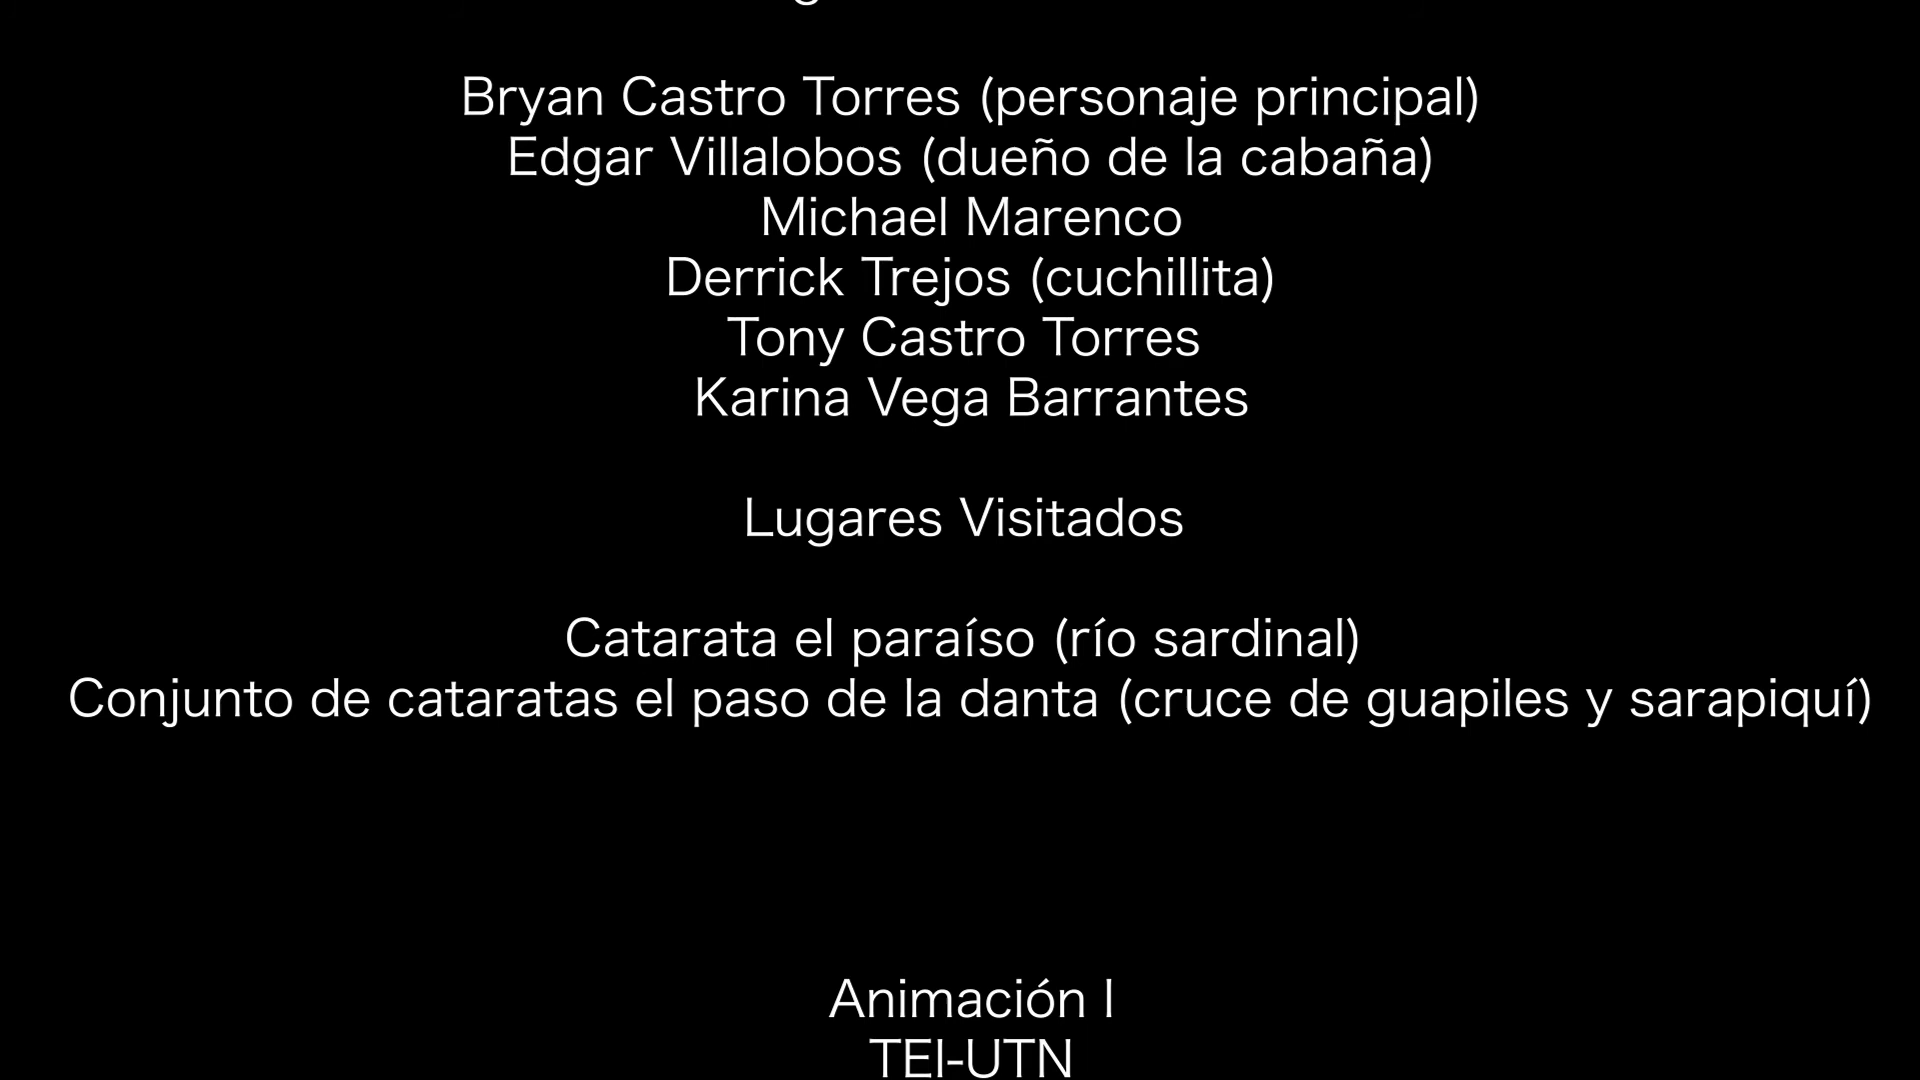 Bryan Castro Torres (personaje principal)
Edgar Villalobos (dueño de la cabaña)
Michael Marenco
Derrick Trejos (cuchillita)
Tony Castro Torres
Karina Vega Barrantes
Lugares Visitados
Catarata el paraíso (río sardinal)
Conjunto de cataratas el paso de la danta (cruce de guapiles y sarapiquí)
Animación I
TEI-UTN